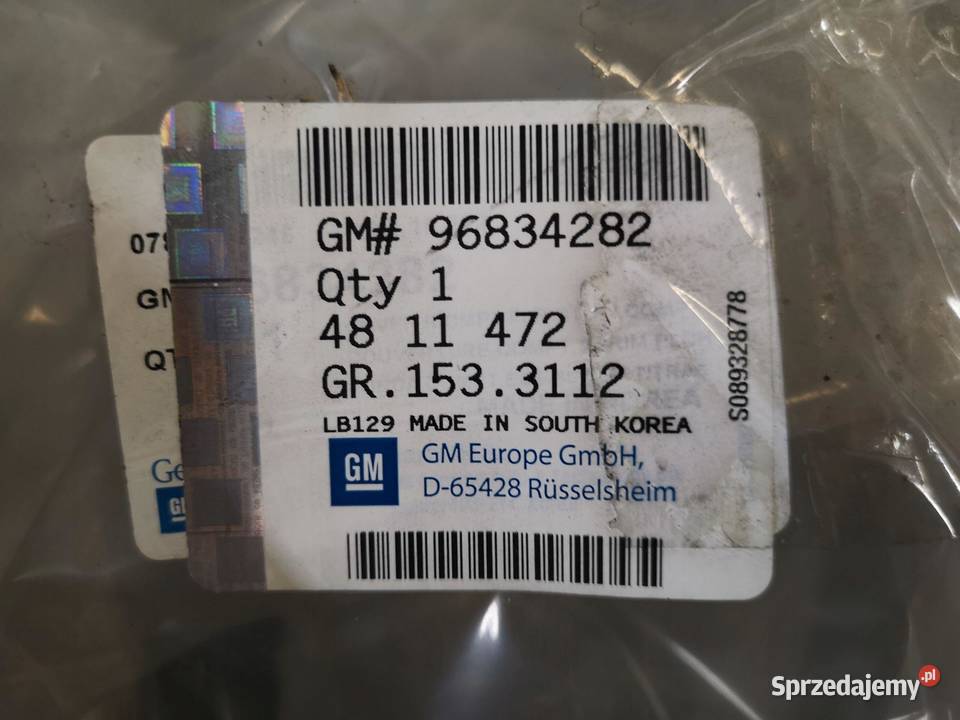 GM# 96834282
Qty 1
48 11 472
GR.153.3112
LB129 MADE IN SOUTH KOREA
GM
GM Europe GmbH,
D-65428 Rüsselsheim
S089328778
Sprzedajemy.pl